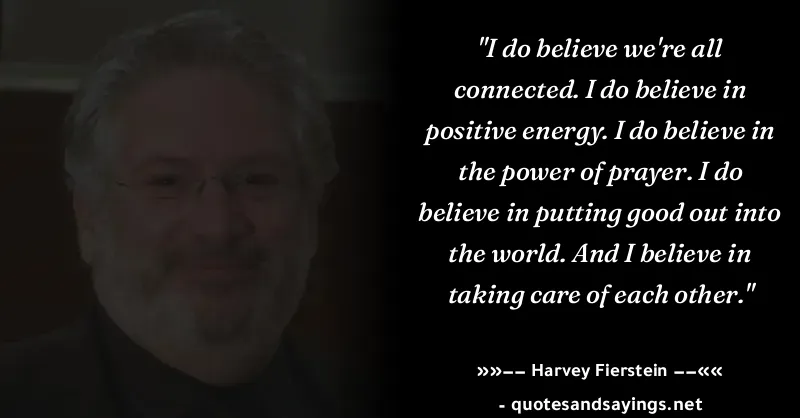 "I do believe we're all
connected. I do believe in
positive energy. I do believe in
the power of prayer. I do
believe in putting good out into
the world. And I believe in
taking care of each other."
»»−− Harvey Fierstein −−««
- quotesandsayings.net